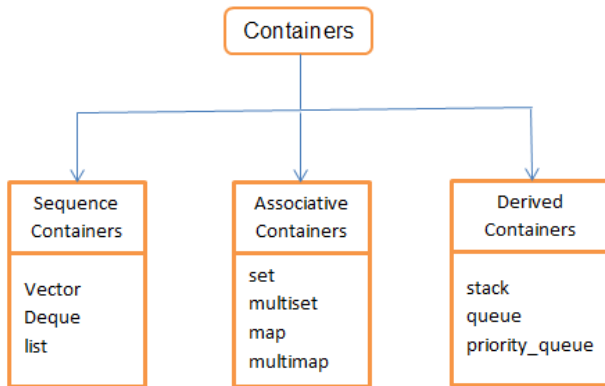 Containers
Sequence
Containers
Vector
Deque
list
Associative
Containers
set
multiset
map
multimap
Derived
Containers
stack
queue
priority_queue